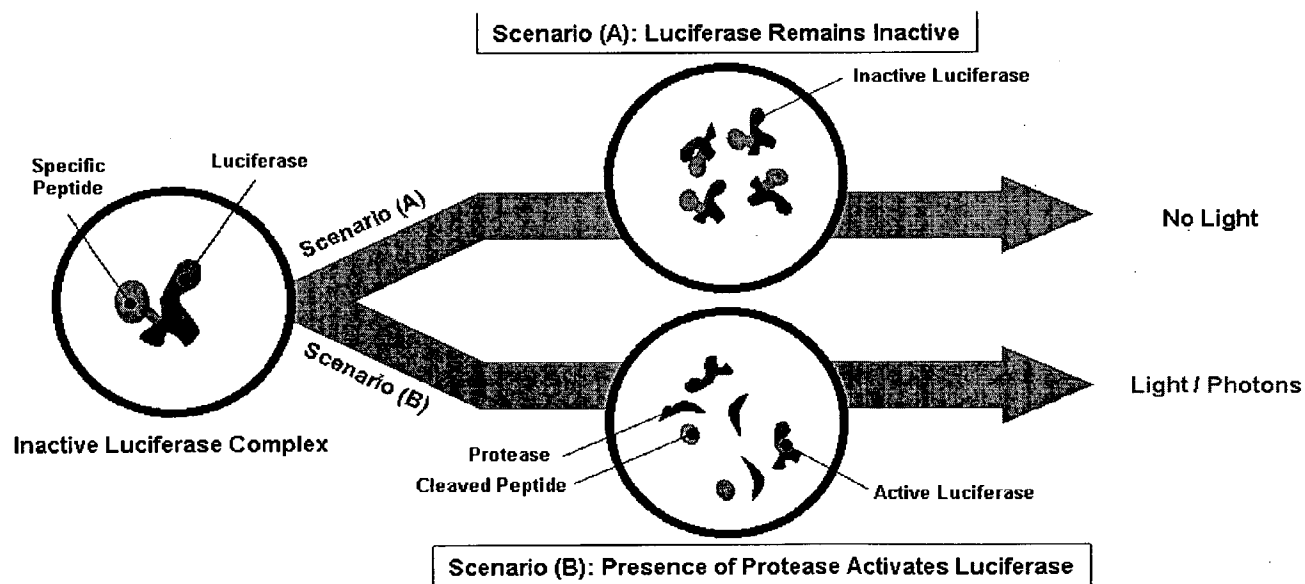 Scenario (A): Luciferase Remains Inactive
Inactive Luciferase
Specific
Peptide
Luciferase
Scenario (A)
No Light
Scenario (B)
Light / Photons
Inactive Luciferase Complex
Protease
Cleaved Peptide
Active Luciferase
Scenario (B): Presence of Protease Activates Luciferase